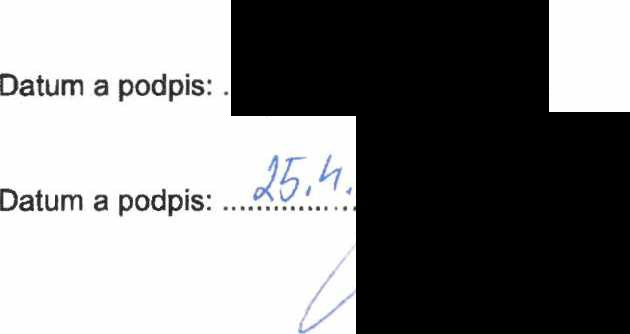 Datum a podpis: .
Datum a podpis: ..25.4.